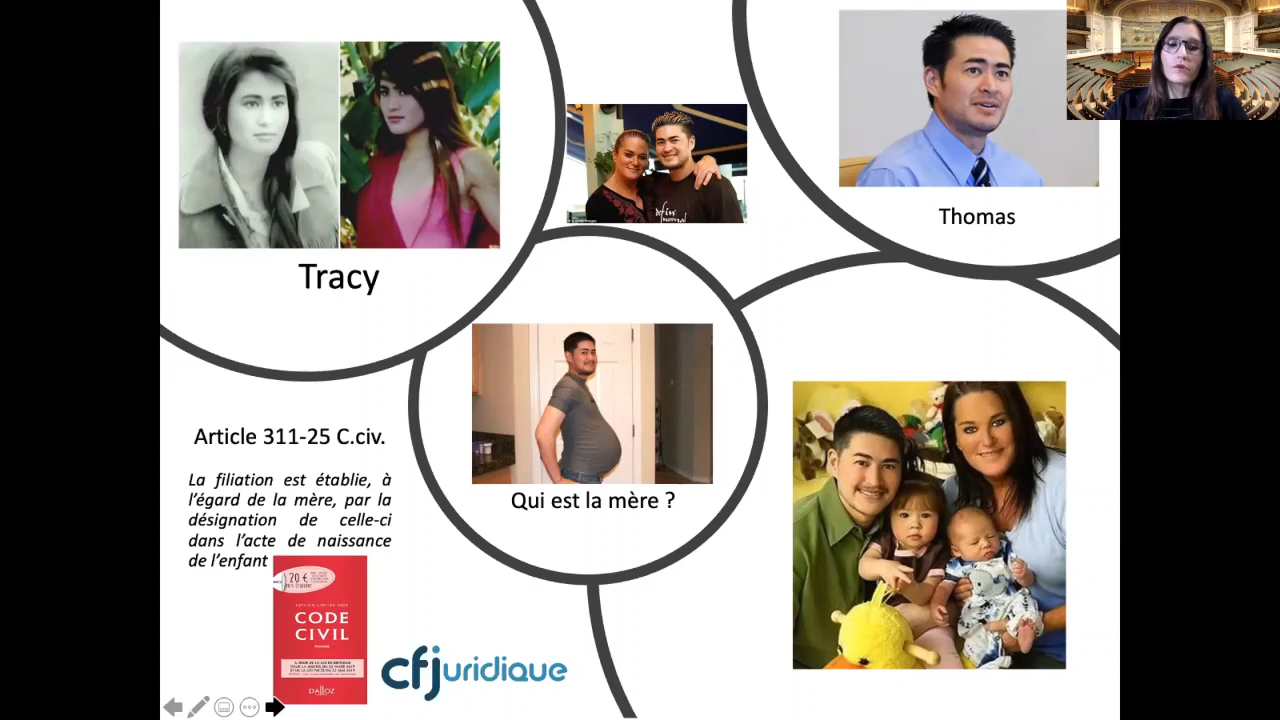 Tracy
Thomas
Article 311-25 C.civ.
La filiation est établie, à
l'égard de la mère, par la
désignation de celle-ci
dans l'acte de naissance
de l'enfant
Qui est la mère ?
20 €
CODE
CIVIL
DALLOZ
cfjuridique